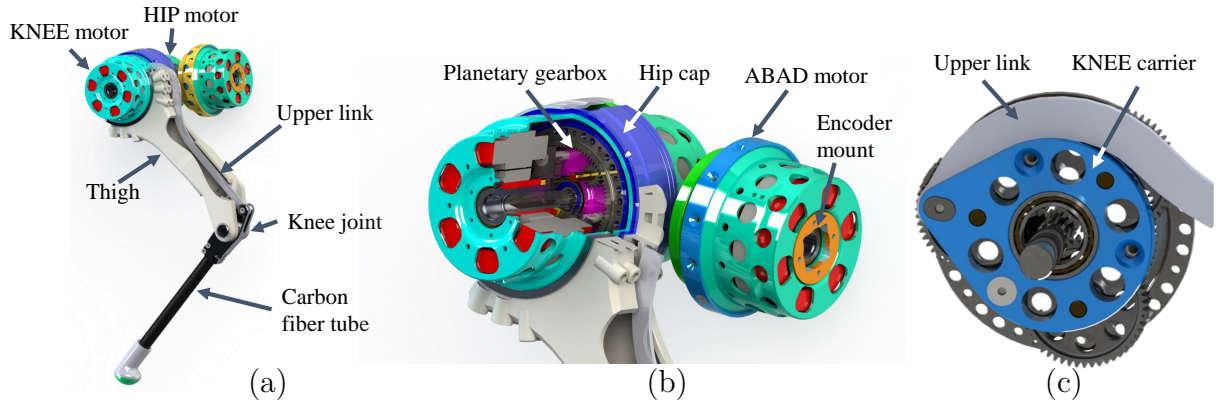 KNEE motor
HIP motor
Upper link
Thigh
Knee joint
Carbon
fiber tube
(a)
Planetary gearbox
Hip cap
ABAD motor
Encoder
mount
(b)
Upper link
KNEE carrier
(c)